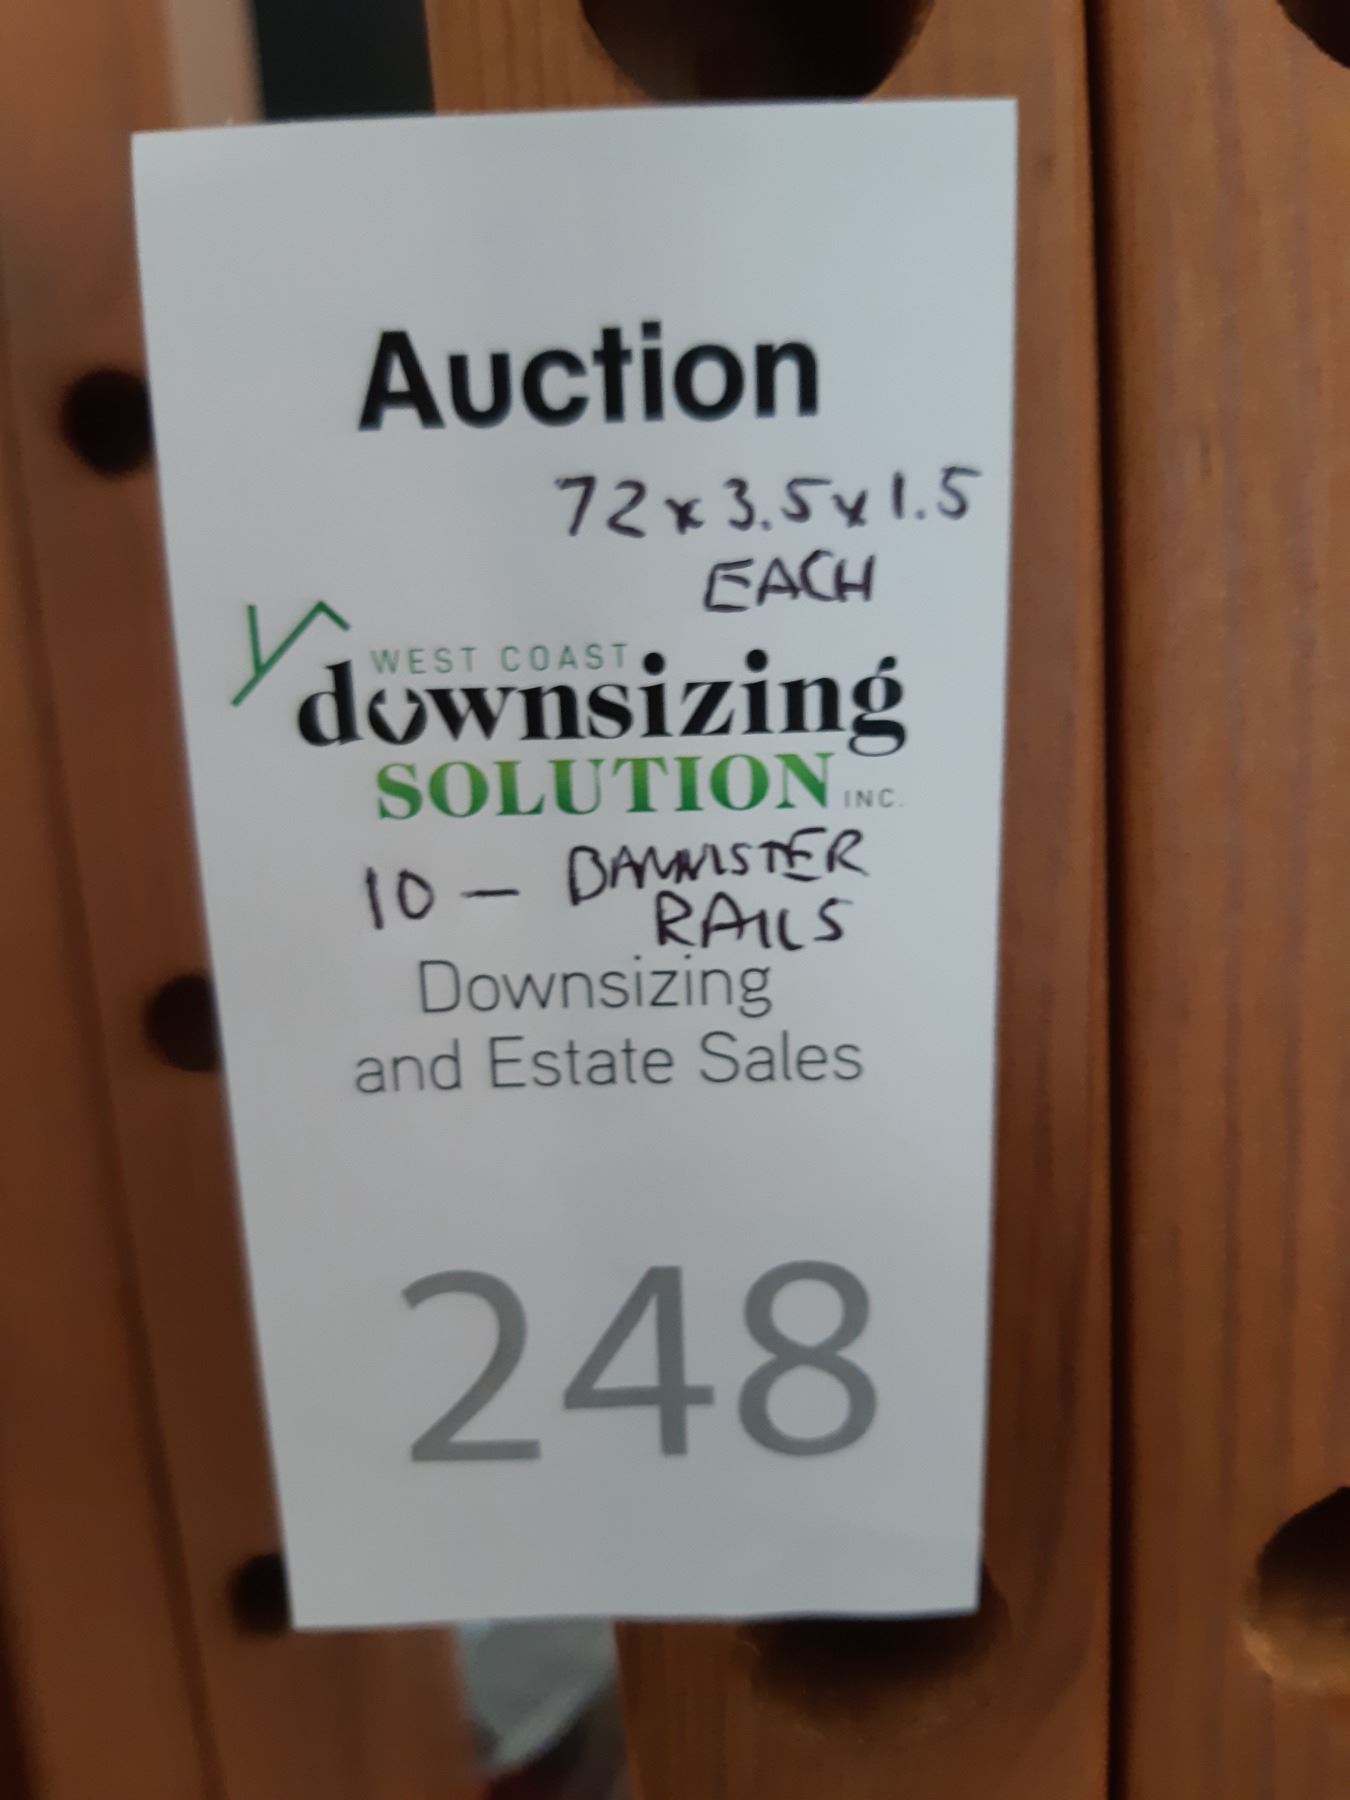 Auction
72 x 3.5 x 1.5
EACH
WEST COAST
downsizing
SOLUTION INC.
10 — BANNISTER
RAILS
Downsizing
and Estate Sales
248